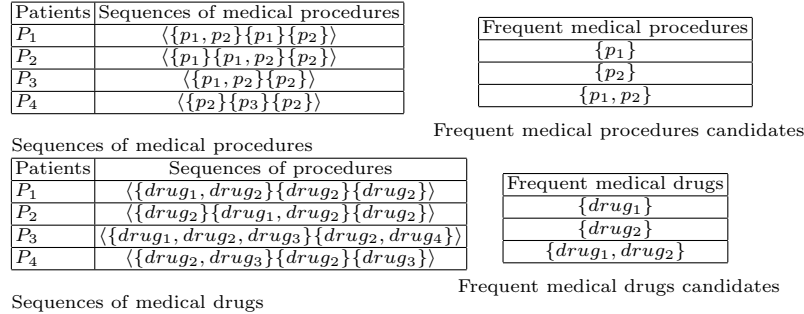 Patients Sequences of medical procedures
P₁ ⟨{p₁, p₂}{p₁}{p₂}⟩
P₂ ⟨{p₁}{p₁, p₂}{p₂}⟩
P₃ ⟨{p₁, p₂}{p₂}⟩
P₄ ⟨{p₂}{p₃}{p₂}⟩
Sequences of medical procedures
Frequent medical procedures
{p₁}
{p₂}
{p₁, p₂}
Frequent medical procedures candidates
Patients Sequences of procedures
P₁ ⟨{drug₁, drug₂}{drug₂}{drug₂}⟩
P₂ ⟨{drug₂}{drug₁, drug₂}{drug₂}⟩
P₃ ⟨{drug₁, drug₂, drug₃}{drug₂, drug₄}⟩
P₄ ⟨{drug₂, drug₃}{drug₂}{drug₃}⟩
Sequences of medical drugs
Frequent medical drugs
{drug₁}
{drug₂}
{drug₁, drug₂}
Frequent medical drugs candidates